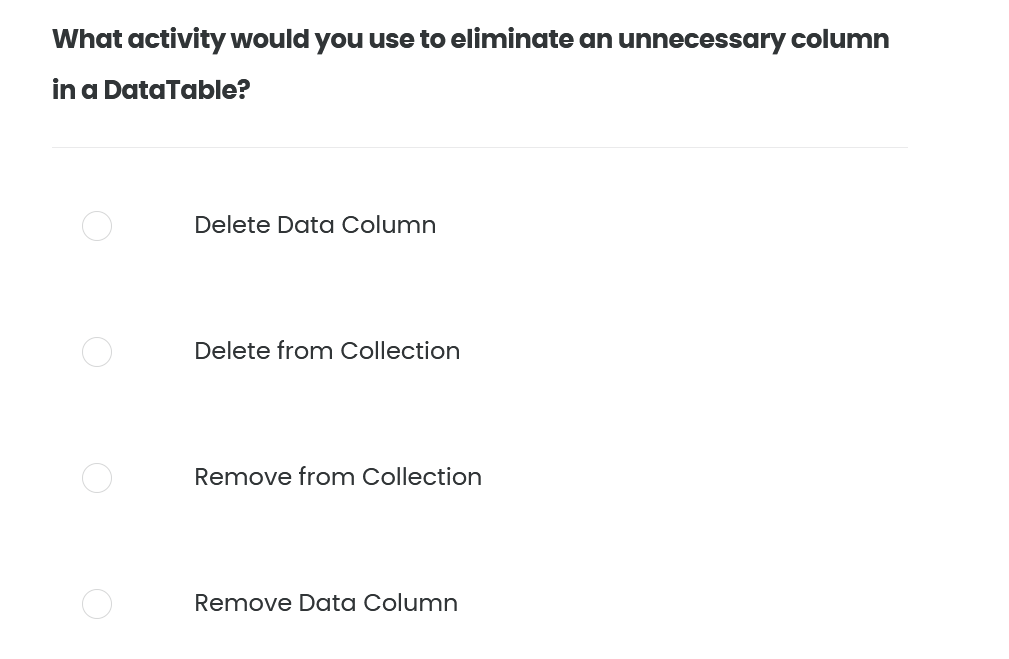 What activity would you use to eliminate an unnecessary column
in a DataTable?
Delete Data Column
Delete from Collection
Remove from Collection
Remove Data Column